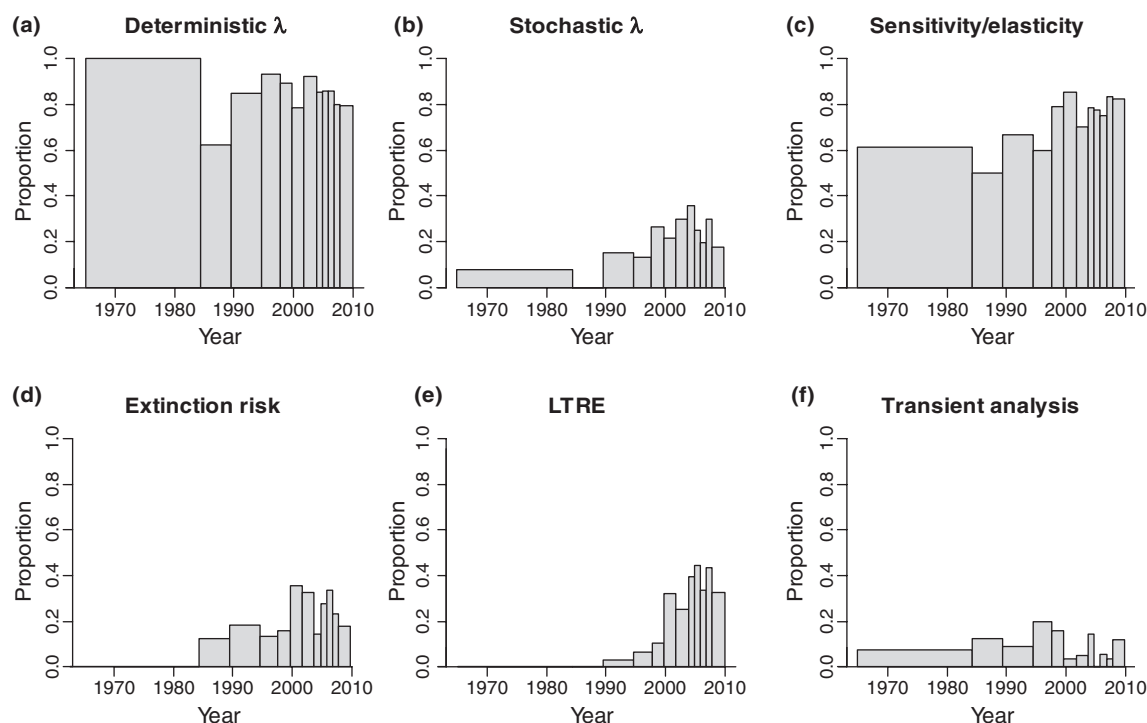 (a) Deterministic λ
Proportion
0.0 0.2 0.4 0.6 0.8 1.0
1970 1980 1990 2000 2010
Year
(b) Stochastic λ
Proportion
0.0 0.2 0.4 0.6 0.8 1.0
1970 1980 1990 2000 2010
Year
(c) Sensitivity/elasticity
Proportion
0.0 0.2 0.4 0.6 0.8 1.0
1970 1980 1990 2000 2010
Year
(d) Extinction risk
Proportion
0.0 0.2 0.4 0.6 0.8 1.0
1970 1980 1990 2000 2010
Year
(e) LTRE
Proportion
0.0 0.2 0.4 0.6 0.8 1.0
1970 1980 1990 2000 2010
Year
(f) Transient analysis
Proportion
0.0 0.2 0.4 0.6 0.8 1.0
1970 1980 1990 2000 2010
Year